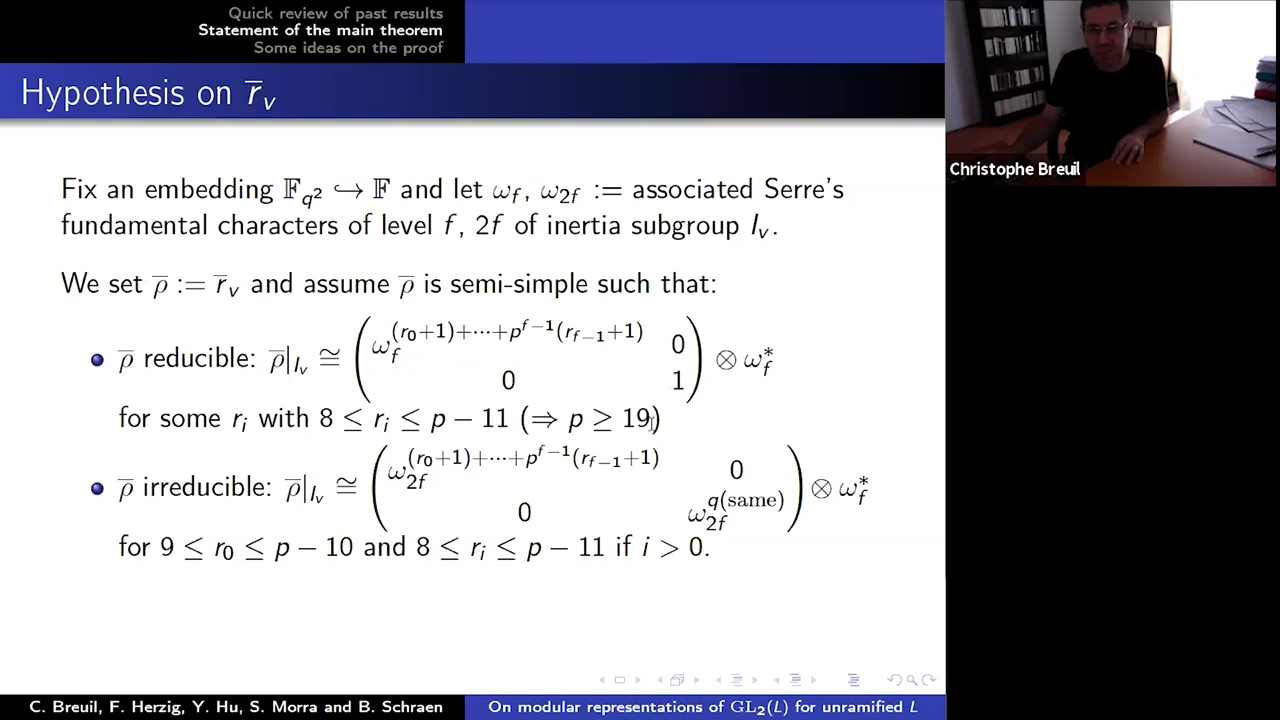 Quick review of past results
Statement of the main theorem
Some ideas on the proof
Hypothesis on r̅_v
Christophe Breuil
Fix an embedding 𝔽_{q²} ↪ 𝔽 and let ω_f, ω_{2f} := associated Serre's
fundamental characters of level f, 2f of inertia subgroup I_v.
We set ρ̅ := r̅_v and assume ρ̅ is semi-simple such that:
ρ̅ reducible: ρ̅|_{I_v} ≅ ( ω_f^{(r_0+1)+⋯+p^{f−1}(r_{f−1}+1)} 0 0 1 ) ⊗ ω_f^*
for some r_i with 8 ≤ r_i ≤ p − 11 (⇒ p ≥ 19)
ρ̅ irreducible: ρ̅|_{I_v} ≅ ( ω_{2f}^{(r_0+1)+⋯+p^{f−1}(r_{f−1}+1)} 0 0 ω_{2f}^{q(same)} ) ⊗ ω_f^*
for 9 ≤ r_0 ≤ p − 10 and 8 ≤ r_i ≤ p − 11 if i > 0.
C. Breuil, F. Herzig, Y. Hu, S. Morra and B. Schraen
On modular representations of GL₂(L) for unramified L